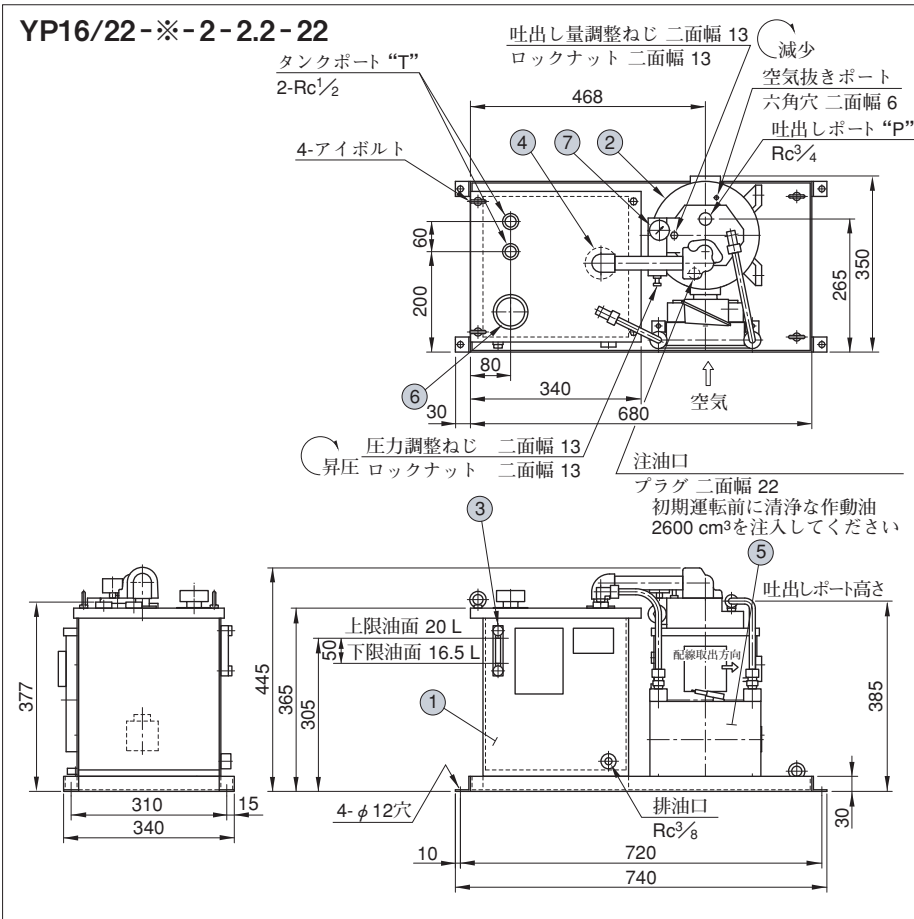 YP16/22-※-2-2.2-22
タンクポート “T”
2-Rc1/2
吐出し量調整ねじ 二面幅 13
ロックナット 二面幅 13
減少
空気抜きポート
六角穴 二面幅 6
吐出しポート “P”
Rc3/4
468
4-アイボルト
4
7
2
60
200
265
350
80
340
6
30
680
空気
圧力調整ねじ 二面幅 13
昇圧
ロックナット 二面幅 13
注油口
プラグ 二面幅 22
初期運転前に清浄な作動油
2600 cm³を注入してください
3
5
吐出しポート高さ
上限油面 20 L
50
下限油面 16.5 L
配線取出方向
377
445
365
305
1
385
310
15
340
4-φ12穴
排油口
Rc3/8
30
10
720
740